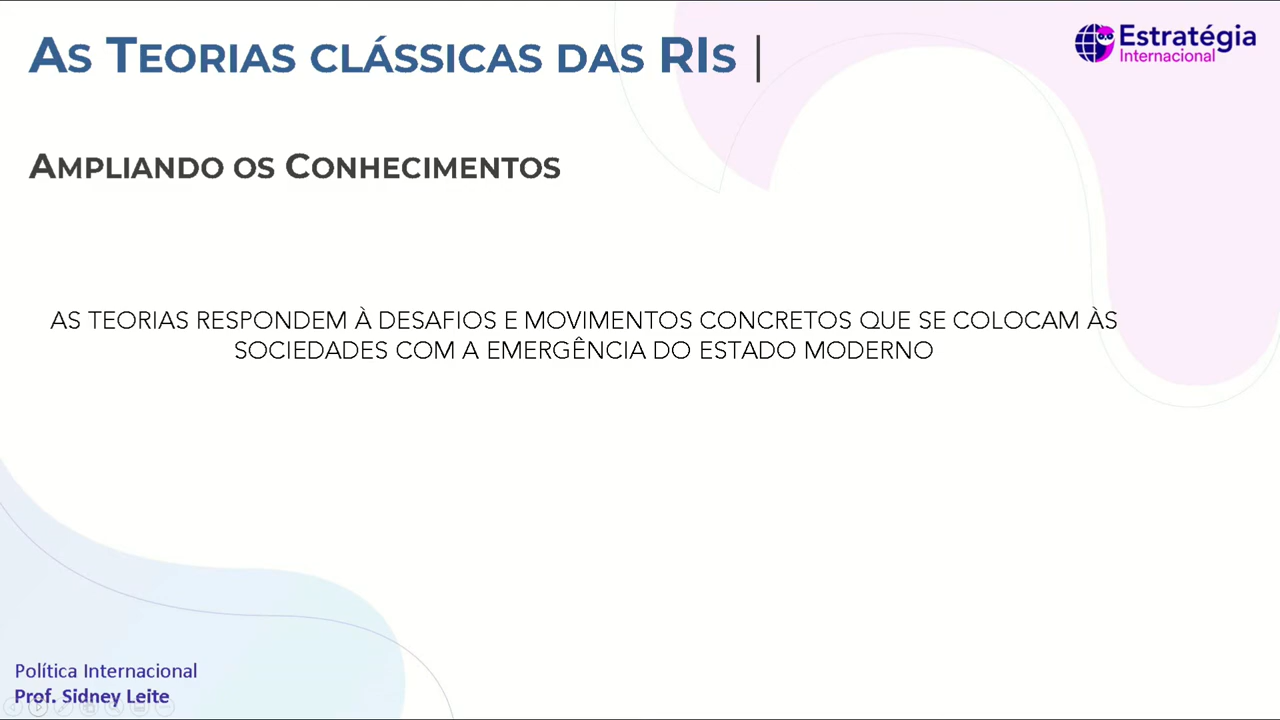 As Teorias clássicas das RIs |
Estratégia
Internacional
Ampliando os Conhecimentos
AS TEORIAS RESPONDEM À DESAFIOS E MOVIMENTOS CONCRETOS QUE SE COLOCAM ÀS
SOCIEDADES COM A EMERGÊNCIA DO ESTADO MODERNO
Política Internacional
Prof. Sidney Leite